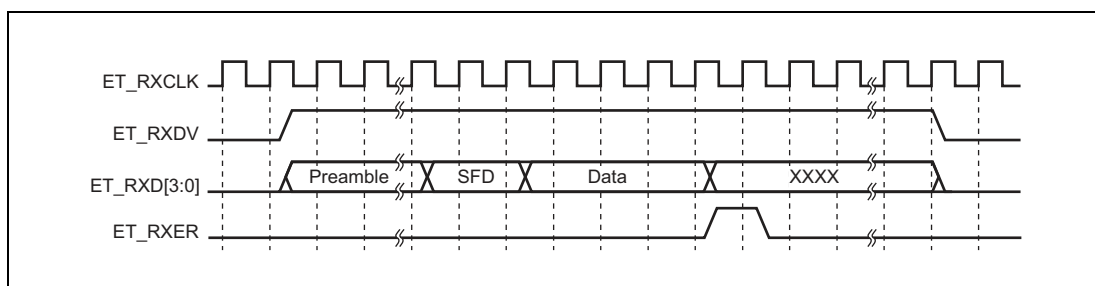 ET_RXCLK
ET_RXDV
ET_RXD[3:0]
Preamble
SFD
Data
XXXX
ET_RXER